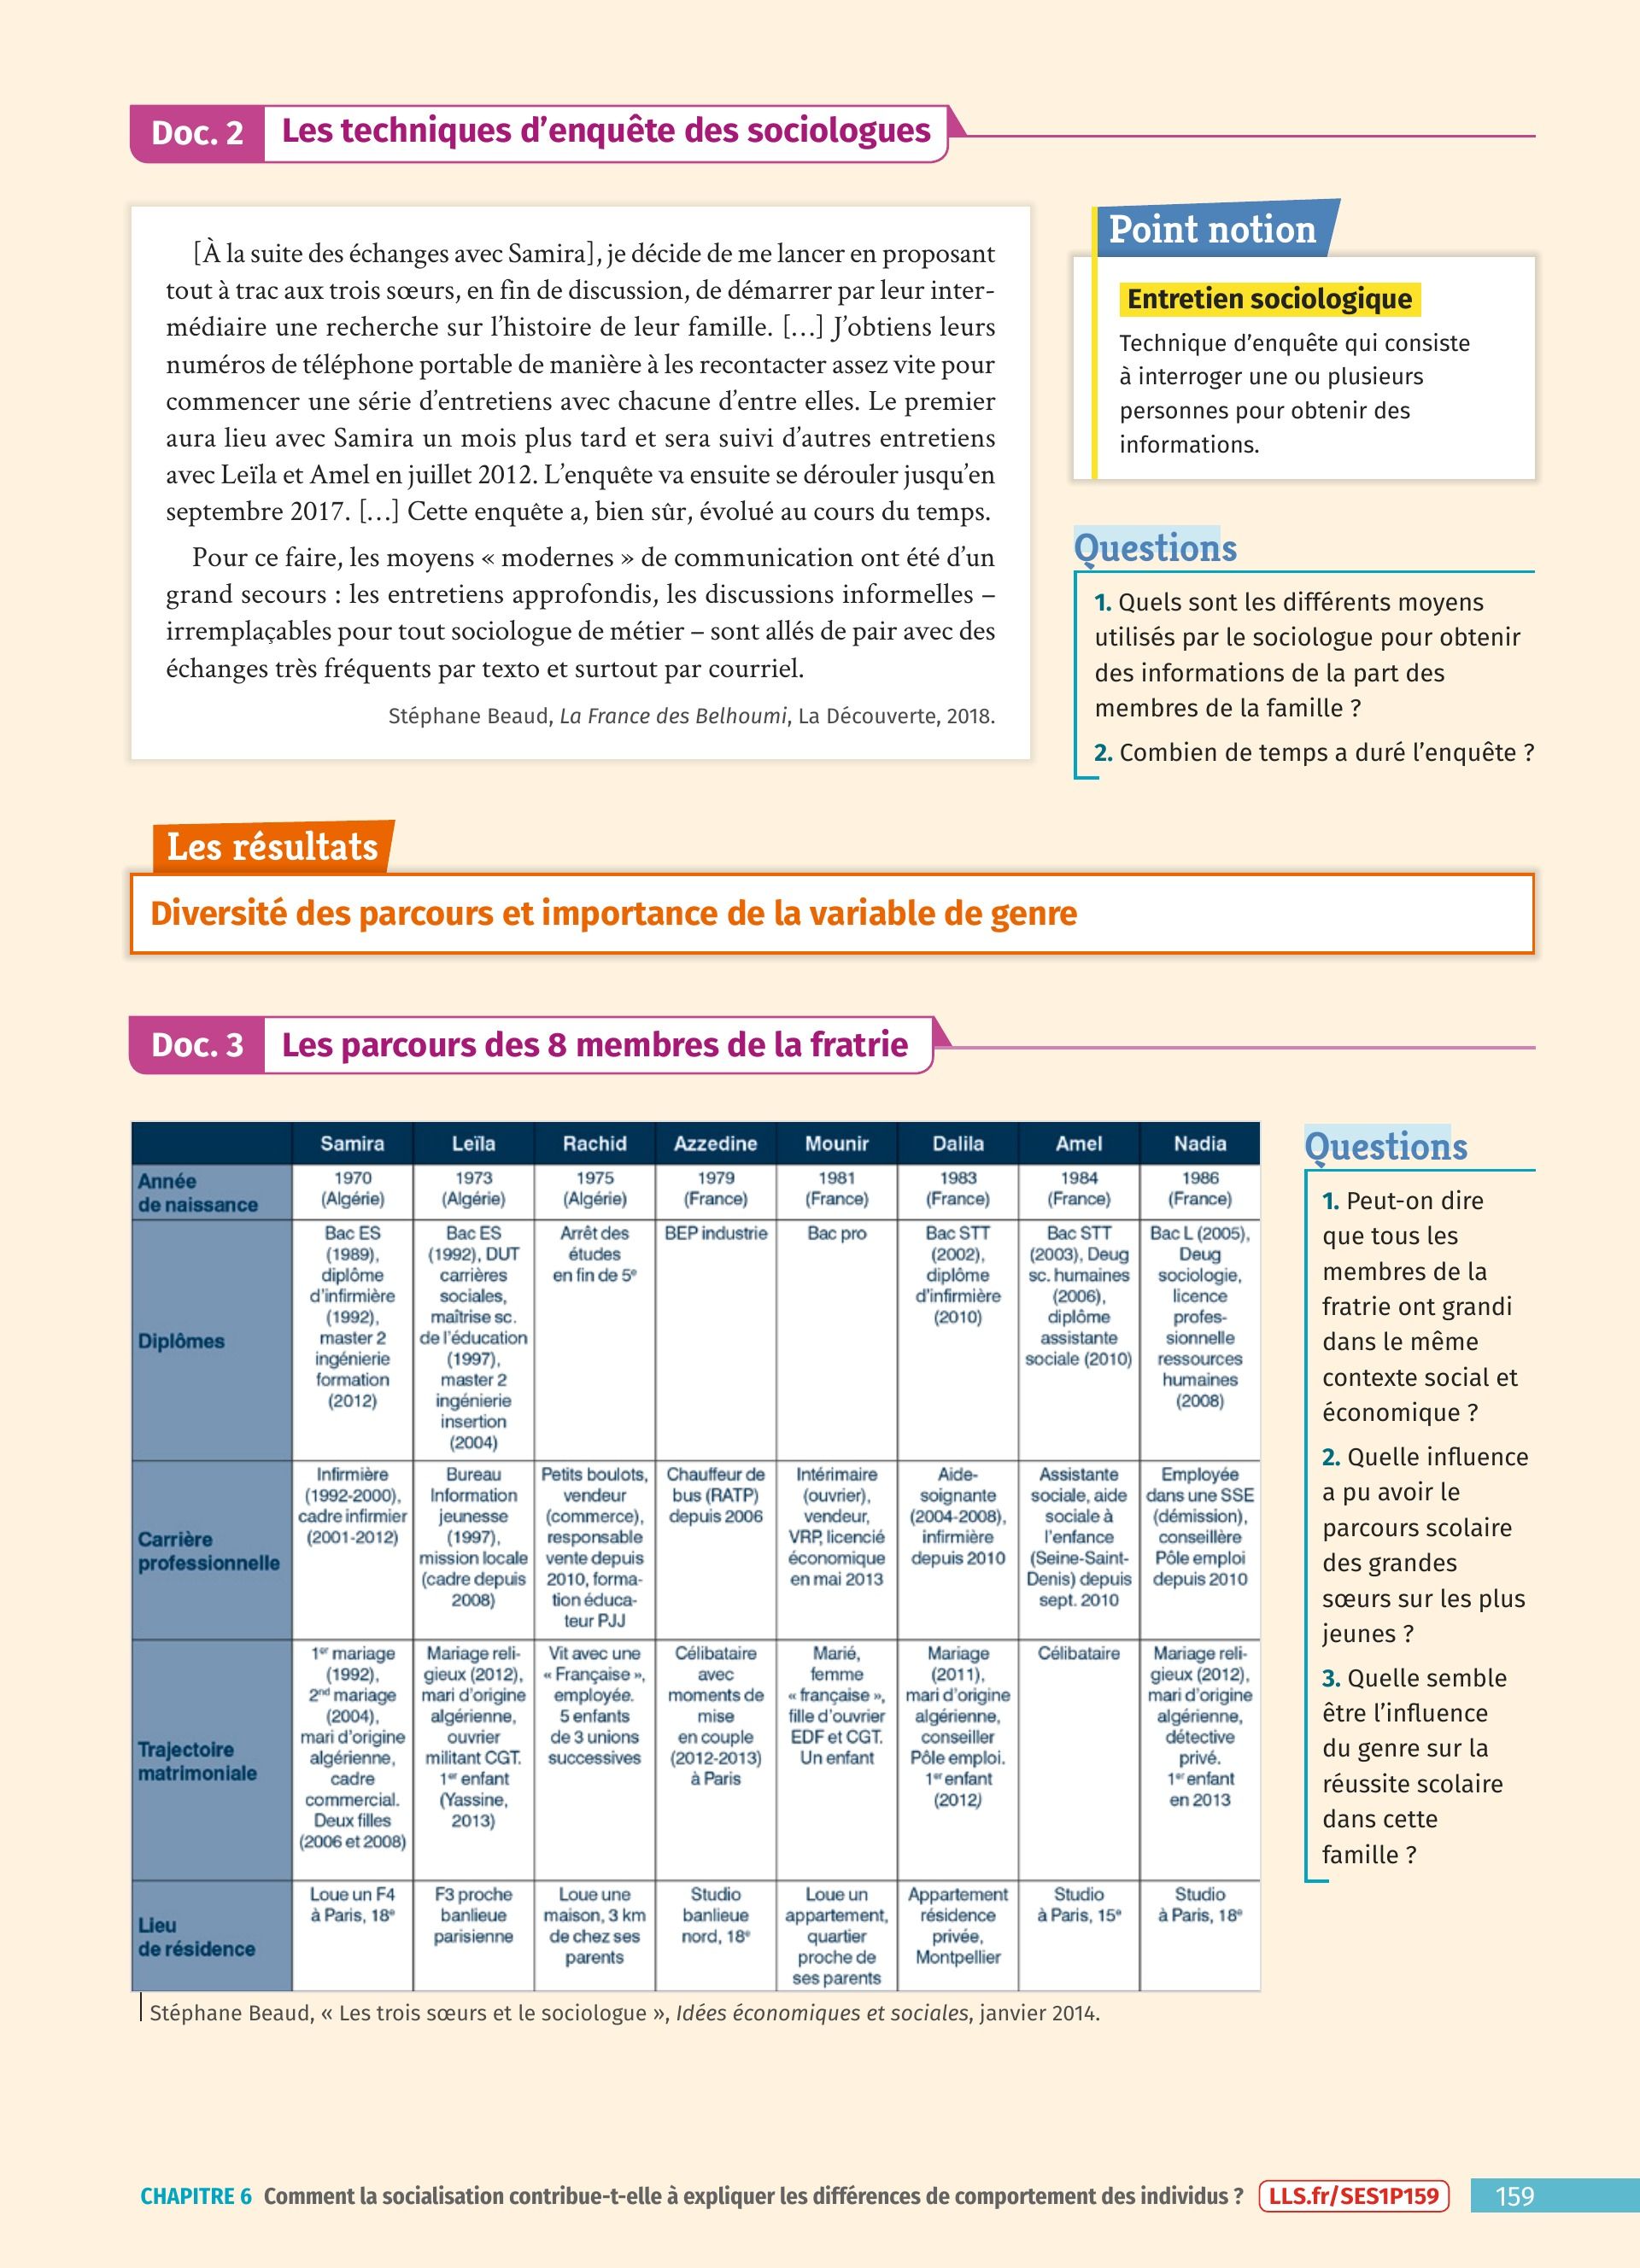 Doc. 2 Les techniques d’enquête des sociologues
[À la suite des échanges avec Samira], je décide de me lancer en proposant
tout à trac aux trois sœurs, en fin de discussion, de démarrer par leur inter-
médiaire une recherche sur l’histoire de leur famille. […] J’obtiens leurs
numéros de téléphone portable de manière à les recontacter assez vite pour
commencer une série d’entretiens avec chacune d’entre elles. Le premier
aura lieu avec Samira un mois plus tard et sera suivi d’autres entretiens
avec Leïla et Amel en juillet 2012. L’enquête va ensuite se dérouler jusqu’en
septembre 2017. […] Cette enquête a, bien sûr, évolué au cours du temps.
Pour ce faire, les moyens « modernes » de communication ont été d’un
grand secours : les entretiens approfondis, les discussions informelles –
irremplaçables pour tout sociologue de métier – sont allés de pair avec des
échanges très fréquents par texto et surtout par courriel.
Stéphane Beaud, La France des Belhoumi, La Découverte, 2018.
Point notion
Entretien sociologique
Technique d’enquête qui consiste
à interroger une ou plusieurs
personnes pour obtenir des
informations.
Questions
1. Quels sont les différents moyens
utilisés par le sociologue pour obtenir
des informations de la part des
membres de la famille ?
2. Combien de temps a duré l’enquête ?
Les résultats
Diversité des parcours et importance de la variable de genre
Doc. 3 Les parcours des 8 membres de la fratrie
Samira Leïla Rachid Azzedine Mounir Dalila Amel Nadia
Année
de naissance
1970
(Algérie)
1973
(Algérie)
1975
(Algérie)
1979
(France)
1981
(France)
1983
(France)
1984
(France)
1986
(France)
Diplômes
Bac ES
(1989),
diplôme
d’infirmière
(1992),
master 2
ingénierie
formation
(2012)
Bac ES
(1992), DUT
carrières
sociales,
maîtrise sc.
de l’éducation
(1997),
master 2
ingénierie
insertion
(2004)
Arrêt des
études
en fin de 5e
BEP industrie
Bac pro
Bac STT
(2002),
diplôme
d’infirmière
(2010)
Bac STT
(2003), Deug
sc. humaines
(2006),
diplôme
assistante
sociale (2010)
Bac L (2005),
Deug
sociologie,
licence
profes-
sionnelle
ressources
humaines
(2008)
Carrière
professionnelle
Infirmière
(1992-2000),
cadre infirmier
(2001-2012)
Bureau
Information
jeunesse
(1997),
mission locale
(cadre depuis
2008)
Petits boulots,
vendeur
(commerce),
responsable
vente depuis
2010, forma-
tion éduca-
teur PJJ
Chauffeur de
bus (RATP)
depuis 2006
Intérimaire
(ouvrier),
vendeur,
VRP, licencié
économique
en mai 2013
Aide-
soignante
(2004-2008),
infirmière
depuis 2010
Assistante
sociale, aide
sociale à
l’enfance
(Seine-Saint-
Denis) depuis
sept. 2010
Employée
dans une SSE
(démission),
conseillère
Pôle emploi
depuis 2010
Trajectoire
matrimoniale
1er mariage
(1992),
2nd mariage
(2004),
mari d’origine
algérienne,
cadre
commercial.
Deux filles
(2006 et 2008)
Mariage reli-
gieux (2012),
mari d’origine
algérienne,
ouvrier
militant CGT.
1er enfant
(Yassine,
2013)
Vit avec une
« Française »,
employée.
5 enfants
de 3 unions
successives
Célibataire
avec
moments de
mise
en couple
(2012-2013)
à Paris
Marié,
femme
« française »,
fille d’ouvrier
EDF et CGT.
Un enfant
Mariage
(2011),
mari d’origine
algérienne,
conseiller
Pôle emploi.
1er enfant
(2012)
Célibataire
Mariage reli-
gieux (2012),
mari d’origine
algérienne,
détective
privé.
1er enfant
en 2013
Lieu
de résidence
Loue un F4
à Paris, 18e
F3 proche
banlieue
parisienne
Loue une
maison, 3 km
de chez ses
parents
Studio
banlieue
nord, 18e
Loue un
appartement,
quartier
proche de
ses parents
Appartement
résidence
privée,
Montpellier
Studio
à Paris, 15e
Studio
à Paris, 18e
Stéphane Beaud, « Les trois sœurs et le sociologue », Idées économiques et sociales, janvier 2014.
Questions
1. Peut-on dire
que tous les
membres de la
fratrie ont grandi
dans le même
contexte social et
économique ?
2. Quelle influence
a pu avoir le
parcours scolaire
des grandes
sœurs sur les plus
jeunes ?
3. Quelle semble
être l’influence
du genre sur la
réussite scolaire
dans cette
famille ?
CHAPITRE 6 Comment la socialisation contribue-t-elle à expliquer les différences de comportement des individus ? LLS.fr/SES1P159 159